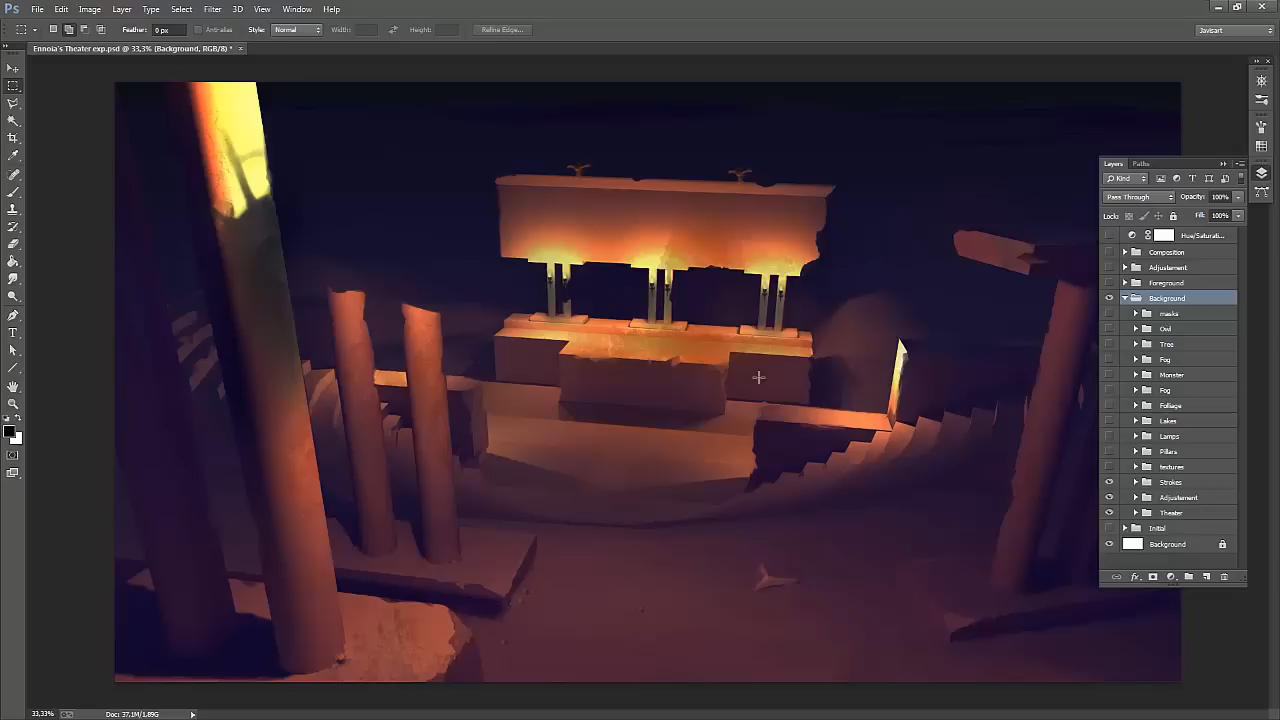 Ps File Edit Image Layer Type Select Filter 3D View Window Help
Feather: 0 px Anti-alias Style: Normal Width: Height: Refine Edge... Javisart
Ennoia's Theater exp.psd @ 33,3% (Background, RGB/8) * ×
Layers Paths
Kind
Pass Through Opacity: 100%
Lock: Fill: 100%
Hue/Saturati...
Composition
Adjustement
Foreground
Background
masks
Owl
Tree
Fog
Monster
Fog
Foliage
Lakes
Lamps
Pillars
textures
Strokes
Adjustement
Theater
Initial
Background
33,33% Doc: 37,1M/1,89G